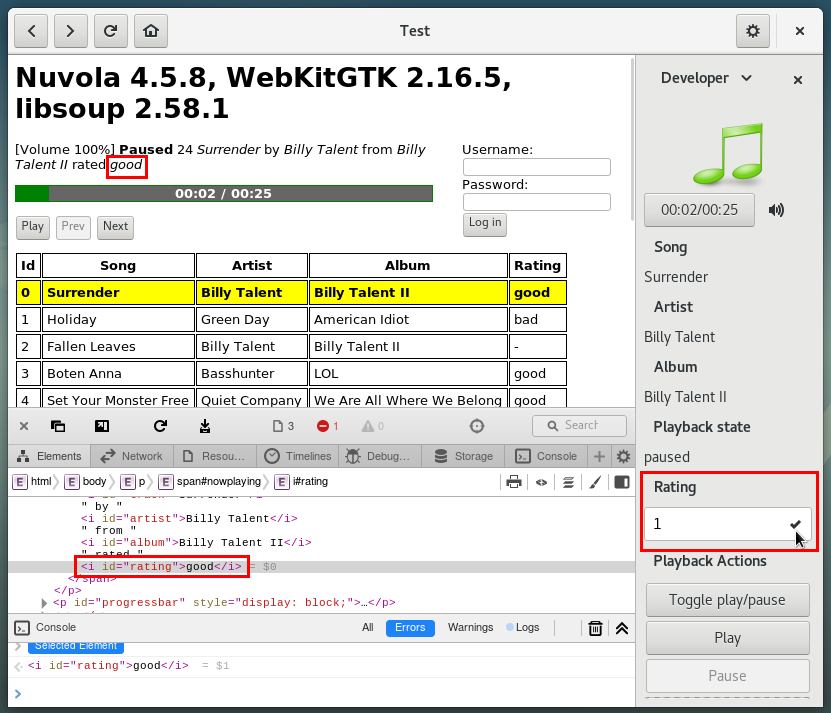 Test
Nuvola 4.5.8, WebKitGTK 2.16.5,
libsoup 2.58.1
[Volume 100%] Paused 24 Surrender by Billy Talent from Billy
Talent II rated good
Username:
Password:
Log in
00:02 / 00:25
Play Prev Next
Id Song Artist Album Rating
0 Surrender Billy Talent Billy Talent II good
1 Holiday Green Day American Idiot bad
2 Fallen Leaves Billy Talent Billy Talent II -
3 Boten Anna Basshunter LOL good
4 Set Your Monster Free Quiet Company We Are All Where We Belong good
3 1 0 Search
Elements Network Resou... Timelines Debug... Storage Console
E html E body E p E span#nowplaying E i#rating
" by "
<i id="artist">Billy Talent</i>
" from "
<i id="album">Billy Talent II</i>
" rated "
<i id="rating">good</i> = $0
</span>
</p>
<p id="progressbar" style="display: block;">…</p>
Console All Errors Warnings Logs
Selected Element
<i id="rating">good</i> = $1
Developer
00:02/00:25
Song
Surrender
Artist
Billy Talent
Album
Billy Talent II
Playback state
paused
Rating
1
Playback Actions
Toggle play/pause
Play
Pause